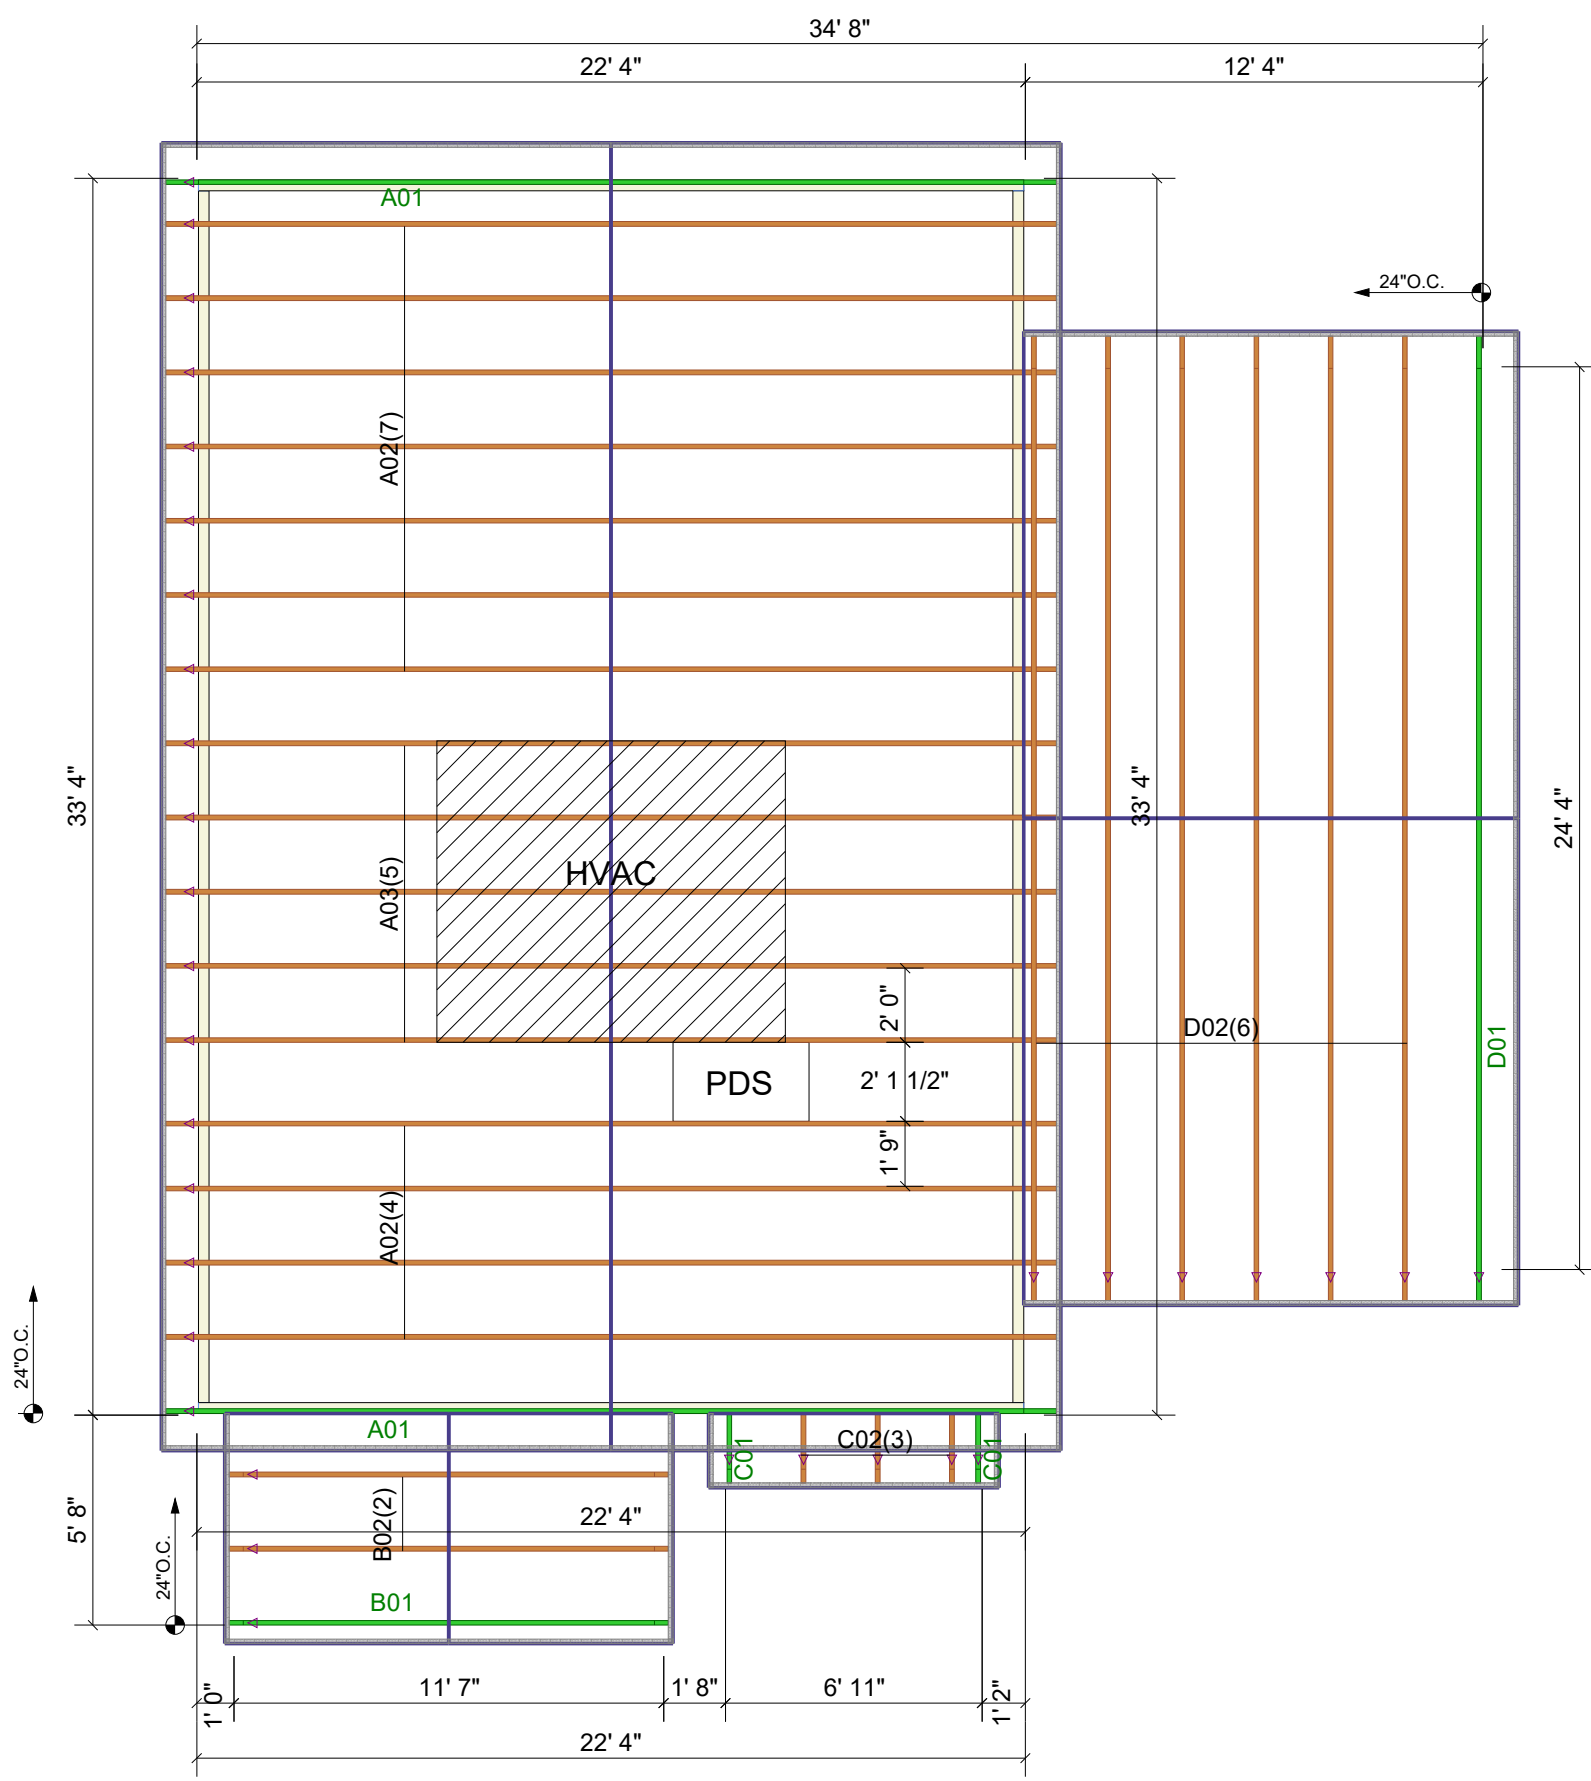 34' 8"
22' 4"
12' 4"
A01
24"O.C.
A02(7)
33' 4"
33' 4"
24' 4"
HVAC
A03(5)
2' 0"
D02(6)
D01
PDS
2' 1 1/2"
1' 9"
A02(4)
24"O.C.
A01
C01
C02(3)
C01
5' 8"
B02(2)
22' 4"
24"O.C.
B01
1' 0"
11' 7"
1' 8"
6' 11"
1' 2"
22' 4"